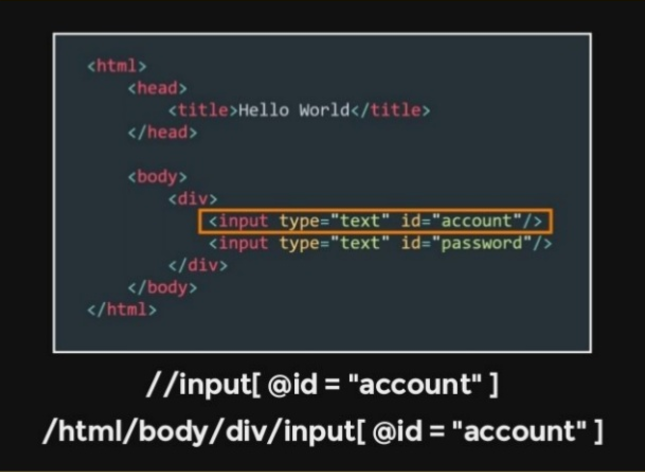 <html>
<head>
<title>Hello World</title>
</head>
<body>
<div>
<input type="text" id="account"/>
<input type="text" id="password"/>
</div>
</body>
</html>
//input[ @id = "account" ]
/html/body/div/input[ @id = "account" ]